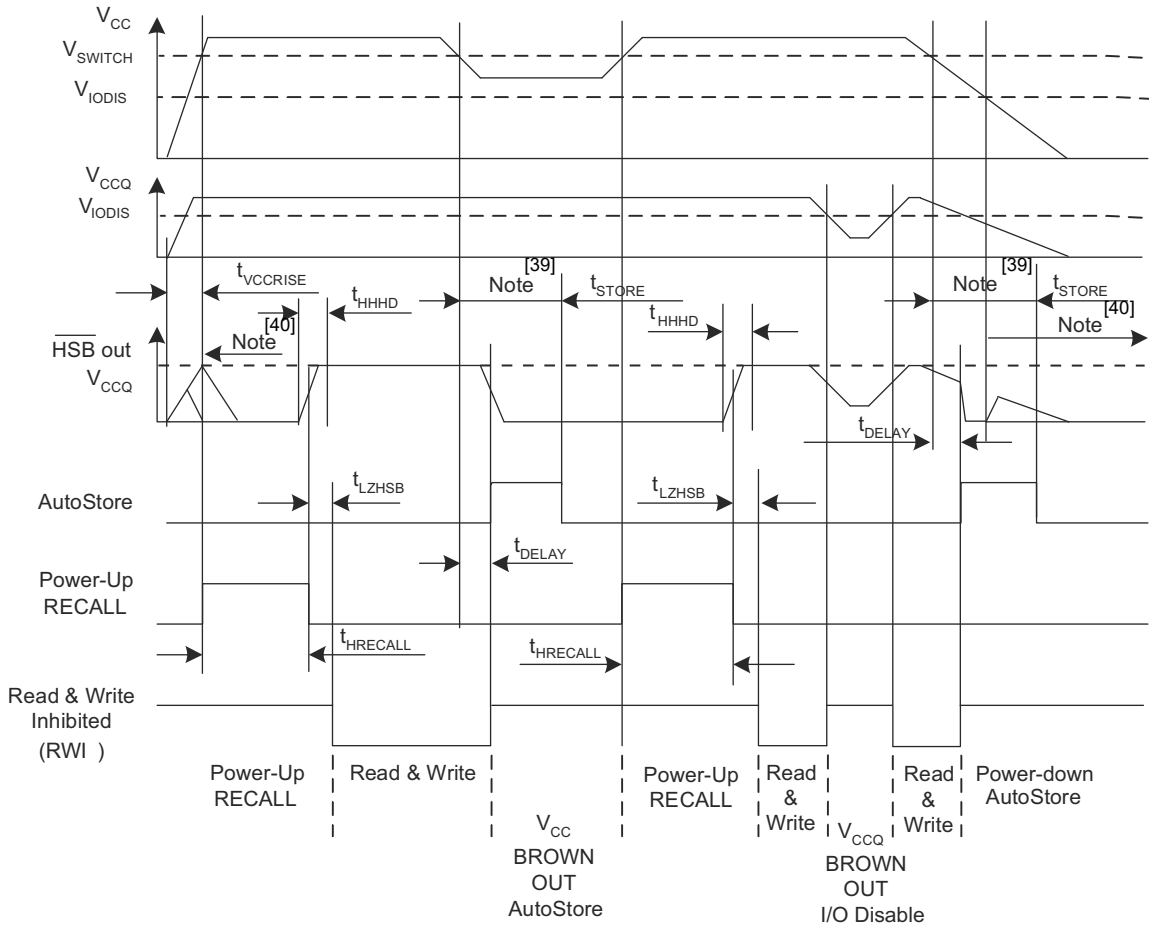 VCC
VSWITCH
VIODIS
VCCQ
VIODIS
tVCCRISE
tHHHD
Note[39]
tSTORE
tHHHD
Note[39]
tSTORE
HSB out
Note[40]
Note[40]
VCCQ
tDELAY
AutoStore
tLZHSB
tLZHSB
tDELAY
Power-Up
RECALL
tHRECALL
tHRECALL
Read & Write
Inhibited
(RWI )
Power-Up
RECALL
Read & Write
VCC
BROWN
OUT
AutoStore
Power-Up
RECALL
Read
&
Write
VCCQ
BROWN
OUT
I/O Disable
Read
&
Write
Power-down
AutoStore